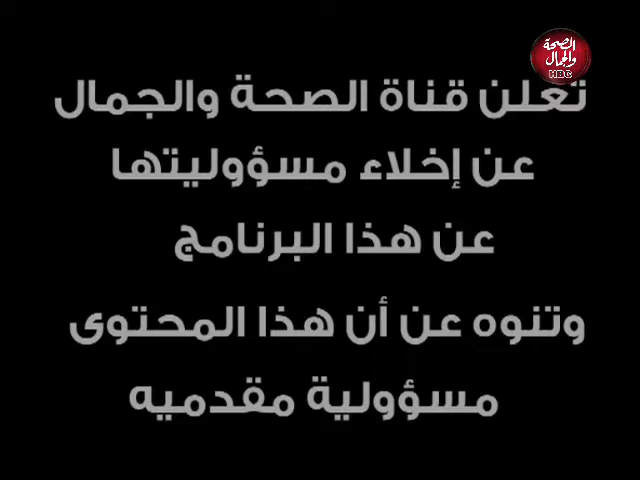 الصحة
والجمال
HBC
تعلن قناة الصحة والجمال
عن إخلاء مسؤوليتها
عن هذا البرنامج
وتنوه عن أن هذا المحتوى
مسؤولية مقدميه